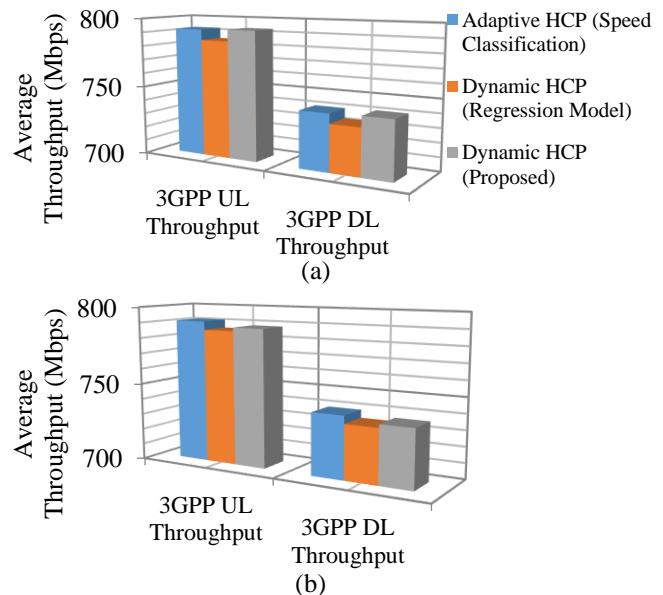 800
750
700
Average
Throughput (Mbps)
3GPP UL
Throughput
3GPP DL
Throughput
Adaptive HCP (Speed
Classification)
Dynamic HCP
(Regression Model)
Dynamic HCP
(Proposed)
(a)
800
750
700
Average
Throughput (Mbps)
3GPP UL
Throughput
3GPP DL
Throughput
(b)